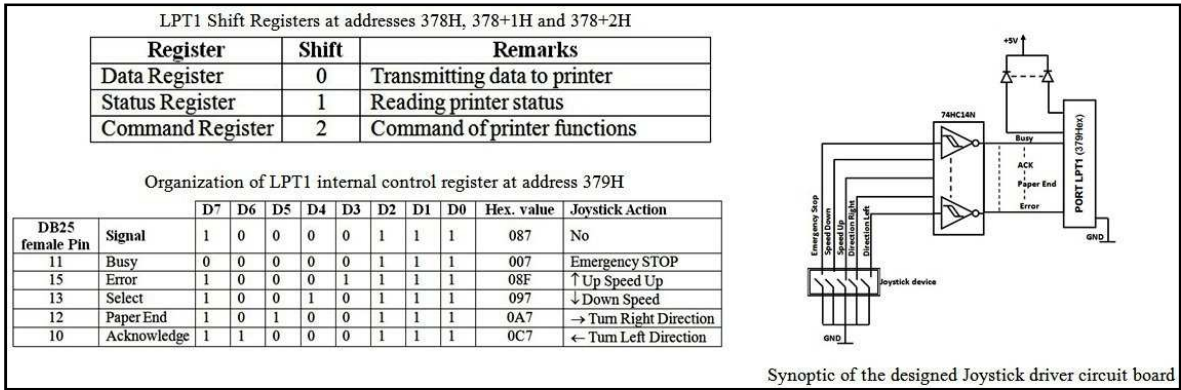 LPT1 Shift Registers at addresses 378H, 378+1H and 378+2H
Register Shift Remarks
Data Register 0 Transmitting data to printer
Status Register 1 Reading printer status
Command Register 2 Command of printer functions
Organization of LPT1 internal control register at address 379H
D7 D6 D5 D4 D3 D2 D1 D0 Hex. value Joystick Action
DB25 female Pin Signal 1 0 0 0 0 1 1 1 087 No
11 Busy 0 0 0 0 0 1 1 1 007 Emergency STOP
15 Error 1 0 0 0 1 1 1 1 08F ↑ Up Speed Up
13 Select 1 0 0 1 0 1 1 1 097 ↓ Down Speed
12 Paper End 1 0 1 0 0 1 1 1 0A7 → Turn Right Direction
10 Acknowledge 1 1 0 0 0 1 1 1 0C7 ← Turn Left Direction
+5V
74HC14N
Busy
ACK
Paper End
Error
PORT LPT1 (379Hex)
GND
Emergency Stop
Speed Down
Speed Up
Direction Right
Direction Left
Joystick device
GND
Synoptic of the designed Joystick driver circuit board